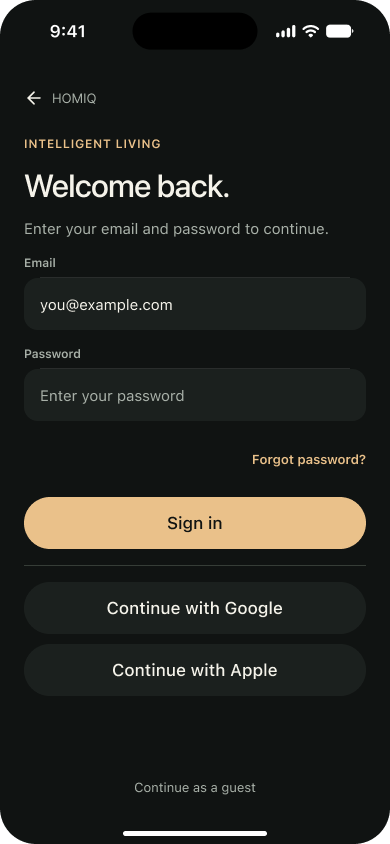 9:41
HOMIQ
INTELLIGENT LIVING
Welcome back.
Enter your email and password to continue.
Email
you@example.com
Password
Enter your password
Forgot password?
Sign in
Continue with Google
Continue with Apple
Continue as a guest